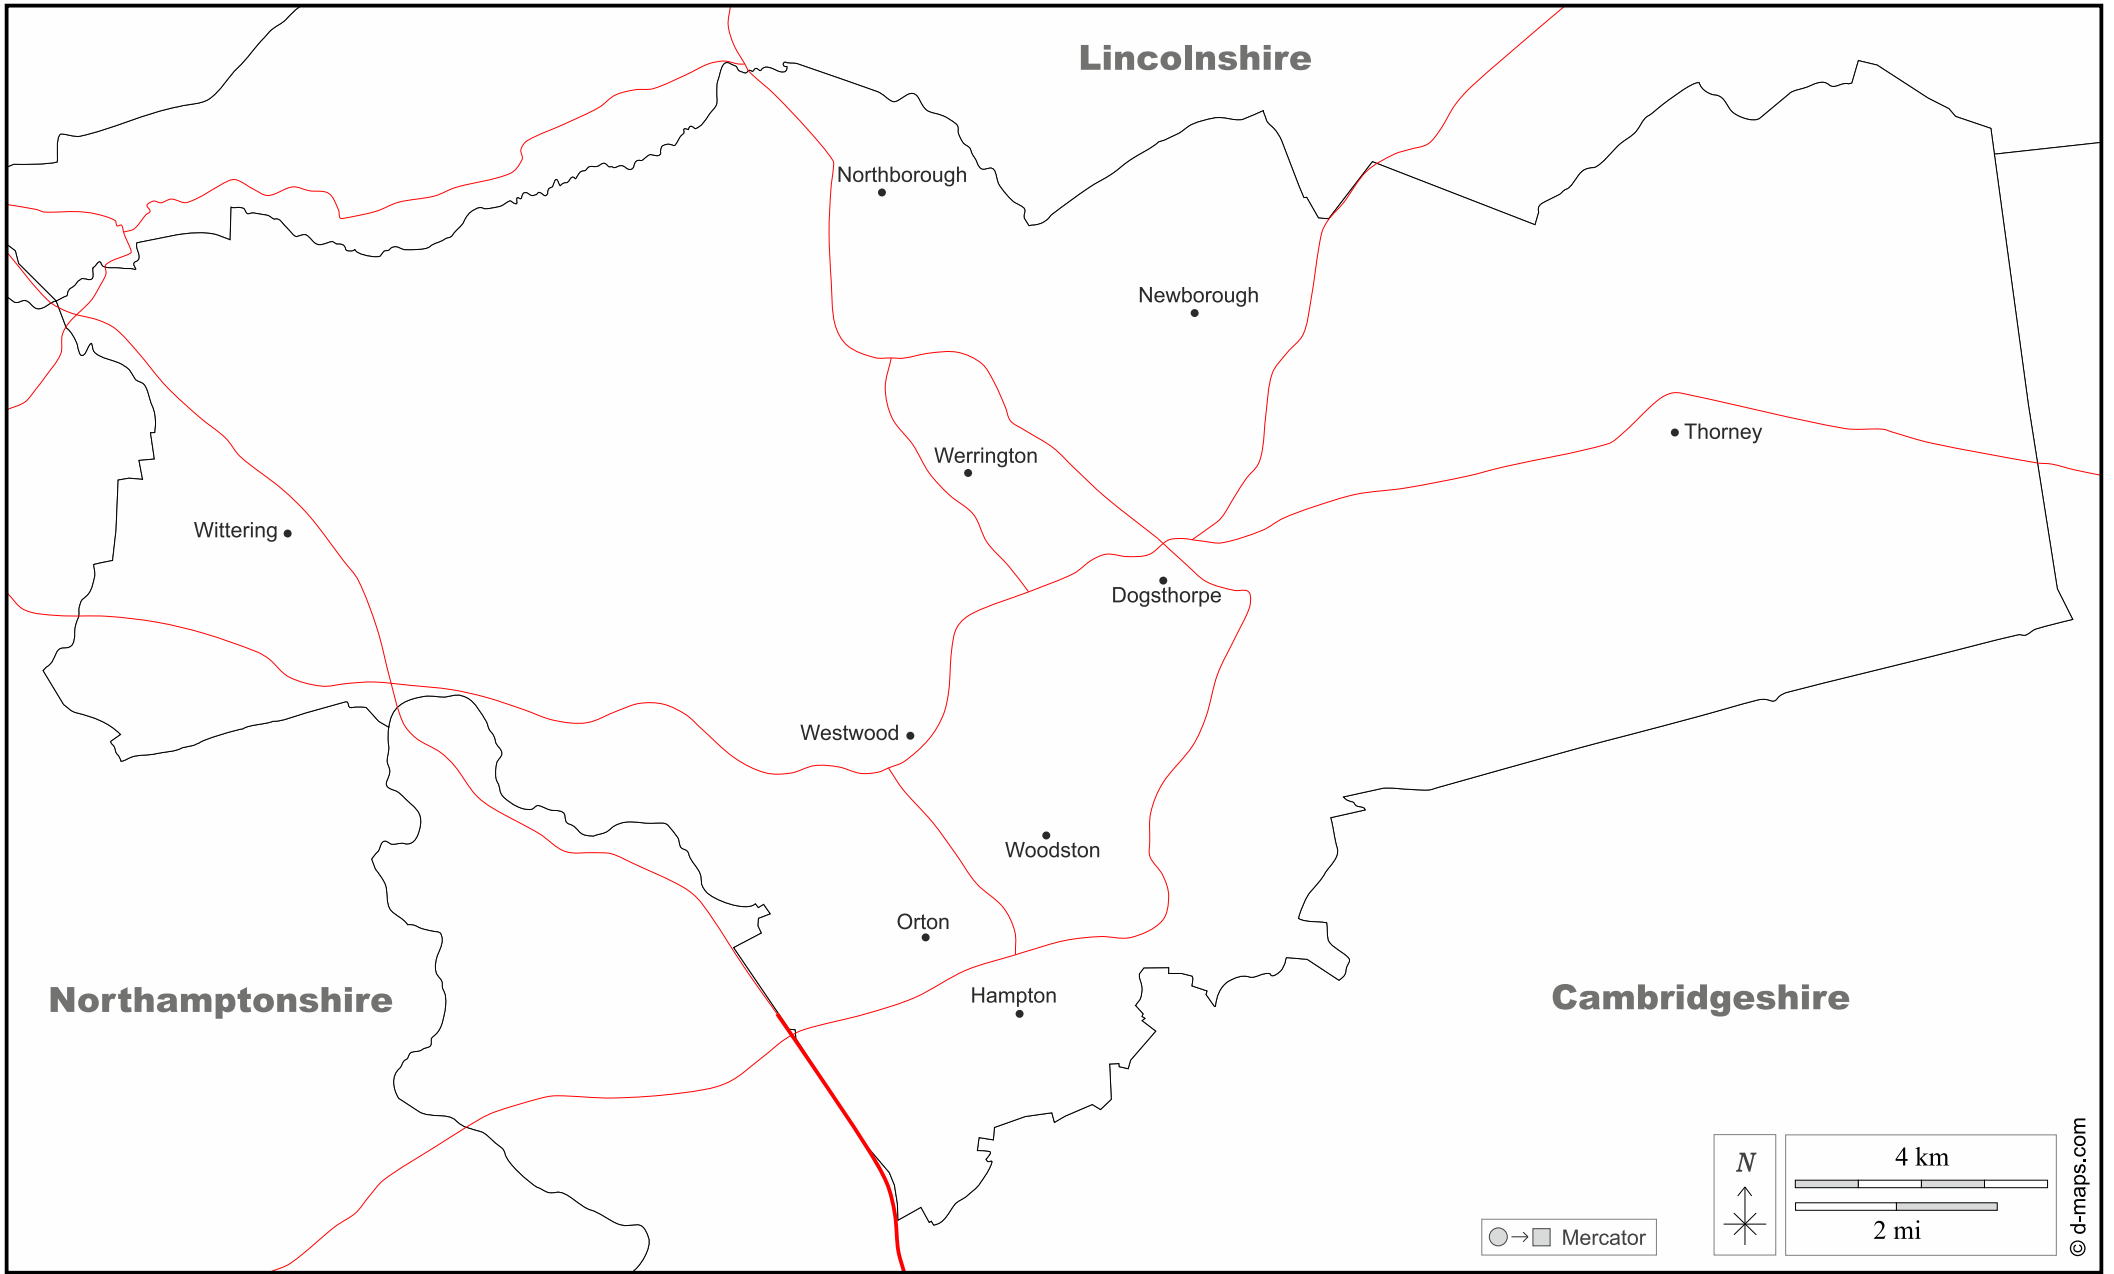 Lincolnshire
Northborough
Newborough
Thorney
Werrington
Wittering
Dogsthorpe
Westwood
Woodston
Orton
Hampton
Northamptonshire
Cambridgeshire
N
4 km
2 mi
Mercator
© d-maps.com